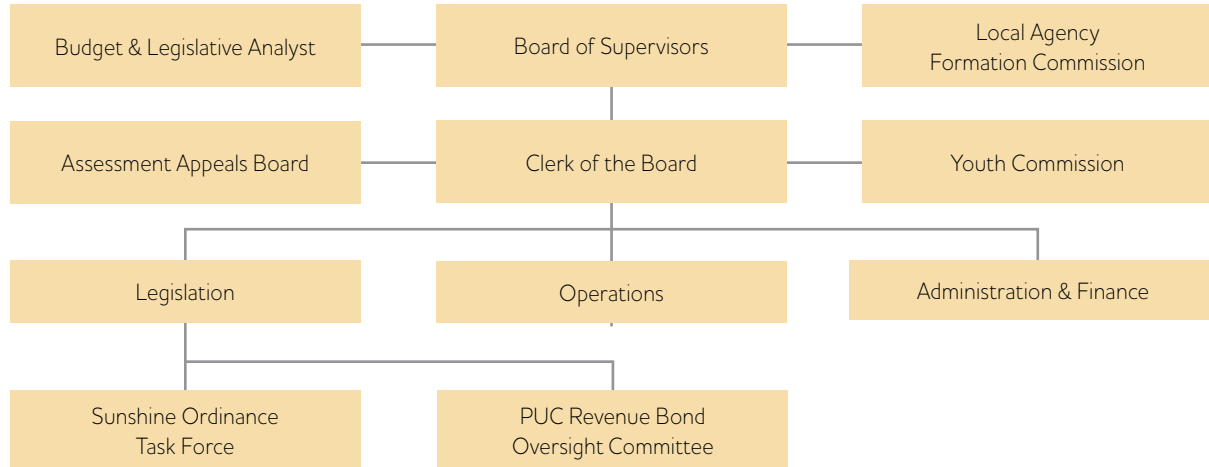 Budget & Legislative Analyst
Board of Supervisors
Local Agency
Formation Commission
Assessment Appeals Board
Clerk of the Board
Youth Commission
Legislation
Operations
Administration & Finance
Sunshine Ordinance
Task Force
PUC Revenue Bond
Oversight Committee